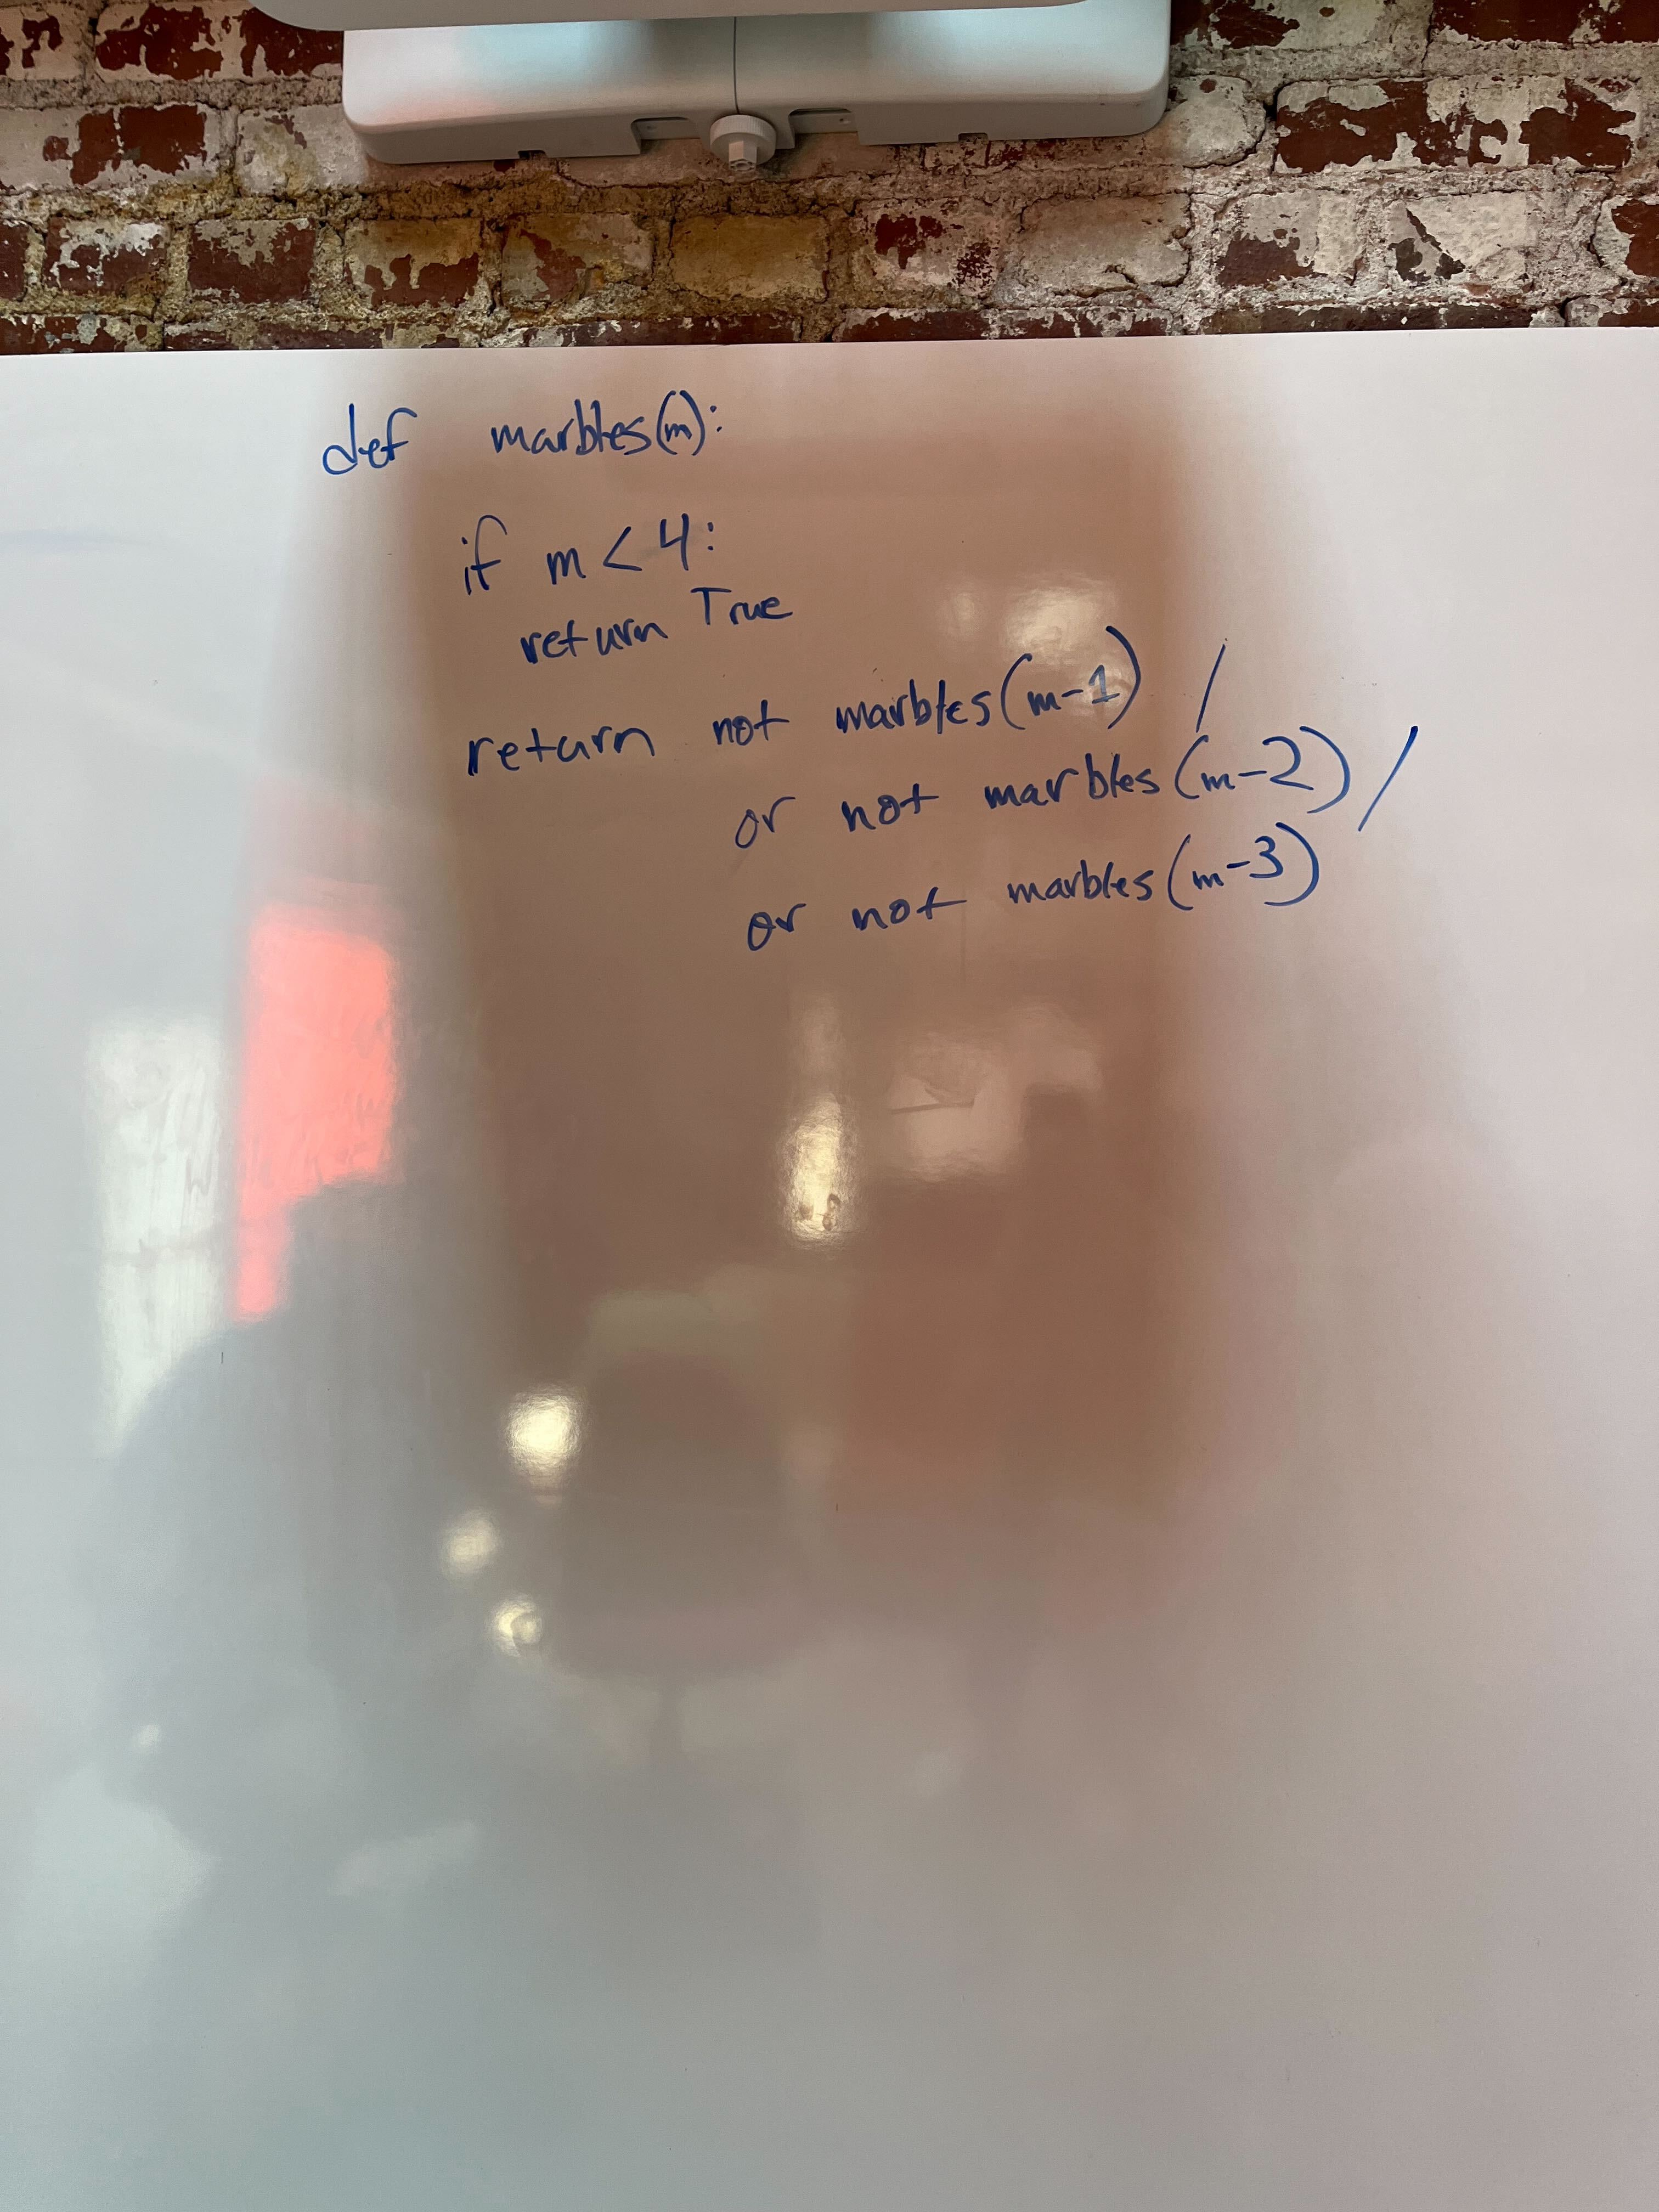 def marbles(m):
if m < 4:
return True
return not marbles(m-1) /
or not marbles(m-2) /
or not marbles(m-3)